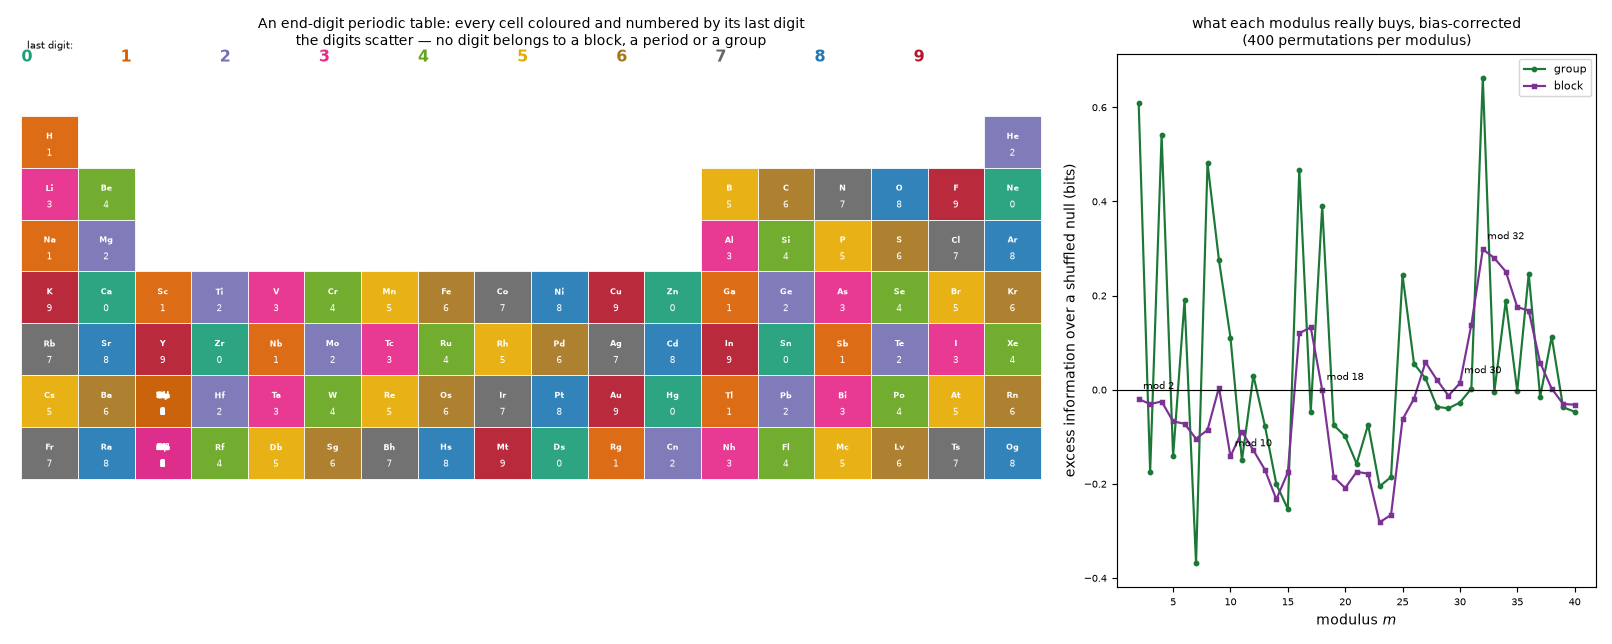 An end-digit periodic table: every cell coloured and numbered by its last digit
the digits scatter — no digit belongs to a block, a period or a group
last digit:
0 1 2 3 4 5 6 7 8 9
H He
1 2
Li Be B C N O F Ne
3 4 5 6 7 8 9 0
Na Mg Al Si P S Cl Ar
1 2 3 4 5 6 7 8
K Ca Sc Ti V Cr Mn Fe Co Ni Cu Zn Ga Ge As Se Br Kr
9 0 1 2 3 4 5 6 7 8 9 0 1 2 3 4 5 6
Rb Sr Y Zr Nb Mo Tc Ru Rh Pd Ag Cd In Sn Sb Te I Xe
7 8 9 0 1 2 3 4 5 6 7 8 9 0 1 2 3 4
Cs Ba Hf Ta W Re Os Ir Pt Au Hg Tl Pb Bi Po At Rn
5 6 2 3 4 5 6 7 8 9 0 1 2 3 4 5 6
Fr Ra Rf Db Sg Bh Hs Mt Ds Rg Cn Nh Fl Mc Lv Ts Og
7 8 4 5 6 7 8 9 0 1 2 3 4 5 6 7 8
what each modulus really buys, bias-corrected
(400 permutations per modulus)
group
block
excess information over a shuffled null (bits)
0.6
0.4
0.2
0.0
−0.2
−0.4
mod 2
mod 10
mod 18
mod 30
mod 32
5 10 15 20 25 30 35 40
modulus m